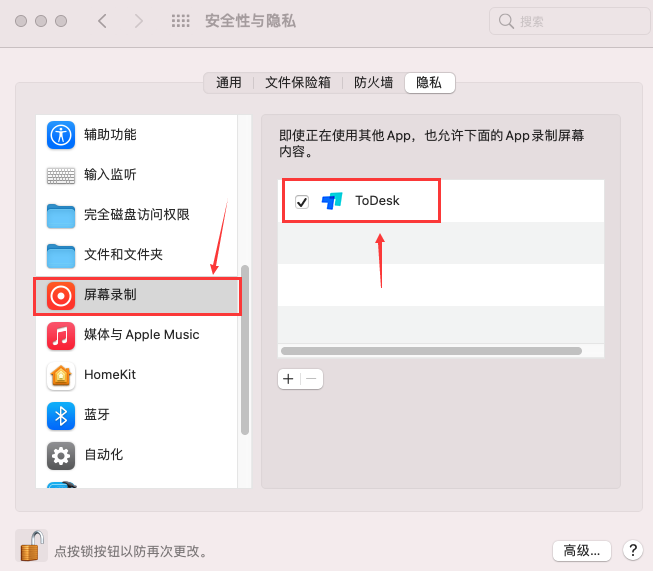 安全性与隐私
搜索
通用
文件保险箱
防火墙
隐私
辅助功能
输入监听
完全磁盘访问权限
文件和文件夹
屏幕录制
媒体与 Apple Music
HomeKit
蓝牙
自动化
即使正在使用其他 App，也允许下面的 App 录制屏幕
内容。
ToDesk
点按锁按钮以防再次更改。
高级...
?